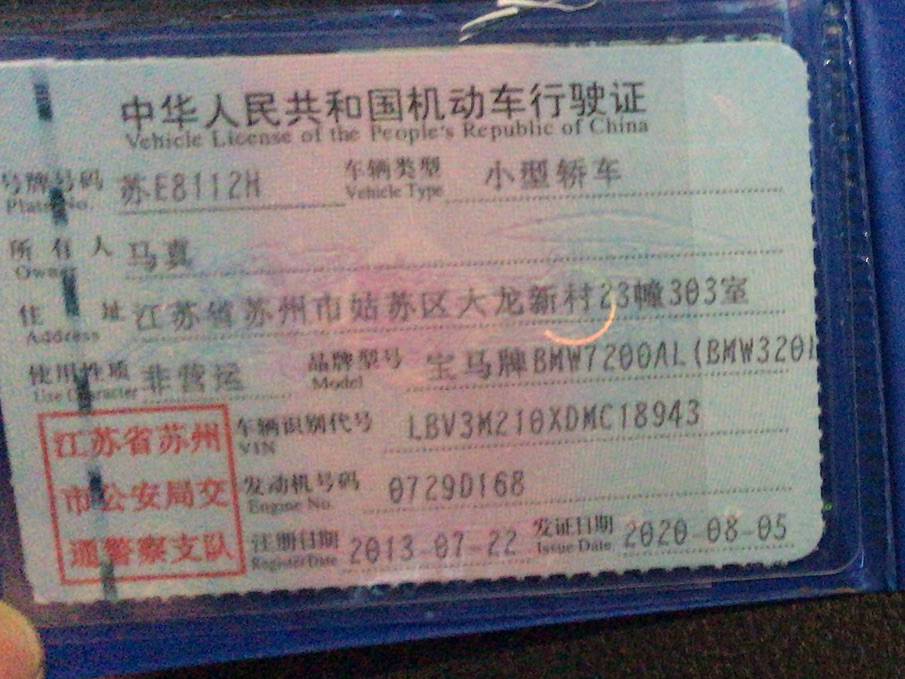 中华人民共和国机动车行驶证
Vehicle License of the People's Republic of China
号牌号码 苏E8112H 车辆类型 小型轿车
Plate No. Vehicle Type
所有人 马真
Owner
住址 江苏省苏州市姑苏区大龙新村23幢303室
Address
使用性质 非营运 品牌型号 宝马牌BMW7200AL(BMW320I
Use Character Model
江苏省苏州 车辆识别代号 LBV3M210XDMC18943
VIN
市公安局交 发动机号码 0729D168
Engine No.
通警察支队 注册日期 2013-07-22 发证日期 2020-08-05
Register Date Issue Date